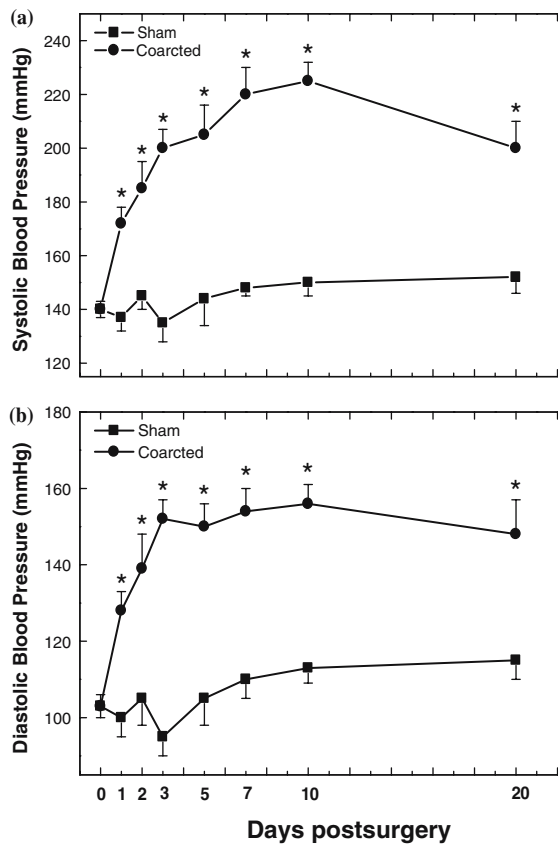 (a)
Sham
Coarcted
240
220
200
180
160
140
120
Systolic Blood Pressure (mmHg)
* * * * * * *
(b)
Sham
Coarcted
180
160
140
120
100
Diastolic Blood Pressure (mmHg)
* * * * * * *
0 1 2 3 5 7 10 20
Days postsurgery